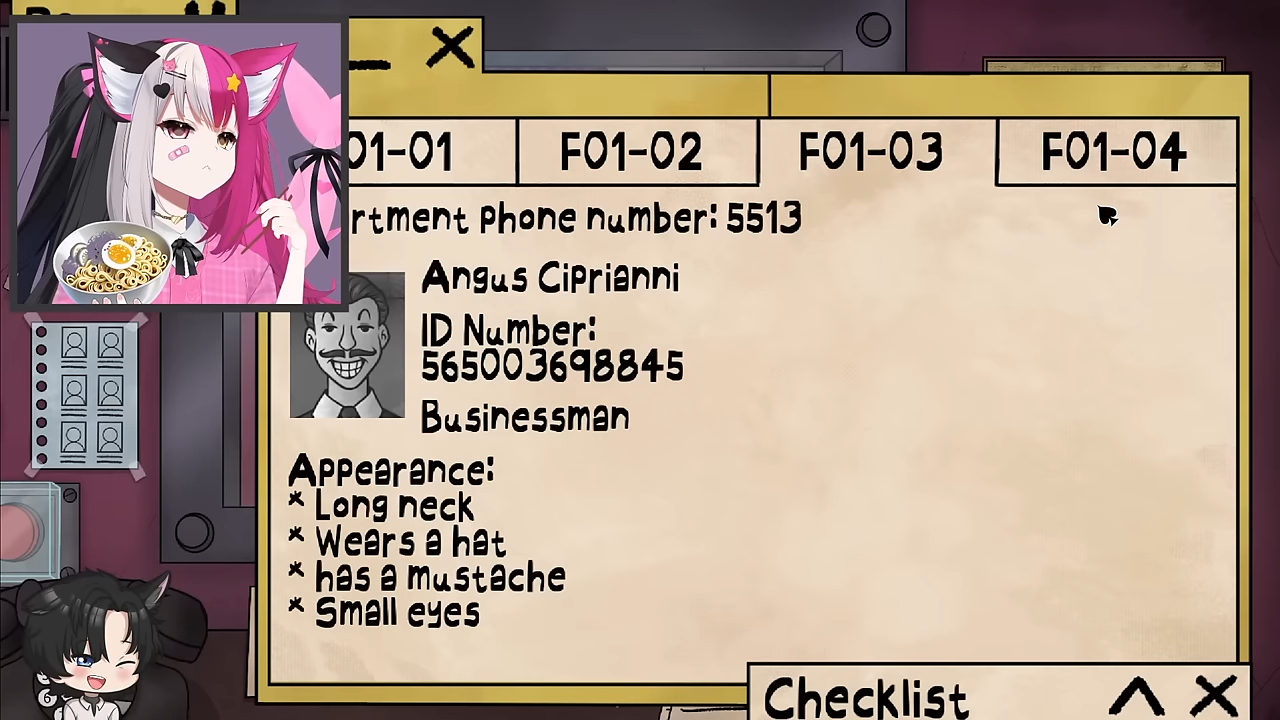 01-01 F01-02 F01-03 F01-04
rtment phone number: 5513
Angus Ciprianni
ID Number:
565003698845
Businessman
Appearance:
* Long neck
* Wears a hat
* has a mustache
* Small eyes
Checklist